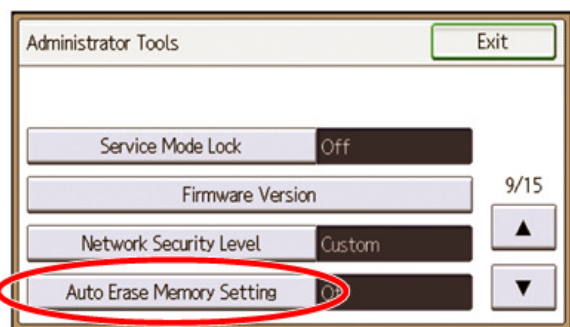 Administrator Tools Exit
Service Mode Lock Off
Firmware Version
9/15
Network Security Level Custom
▲
Auto Erase Memory Setting
▼